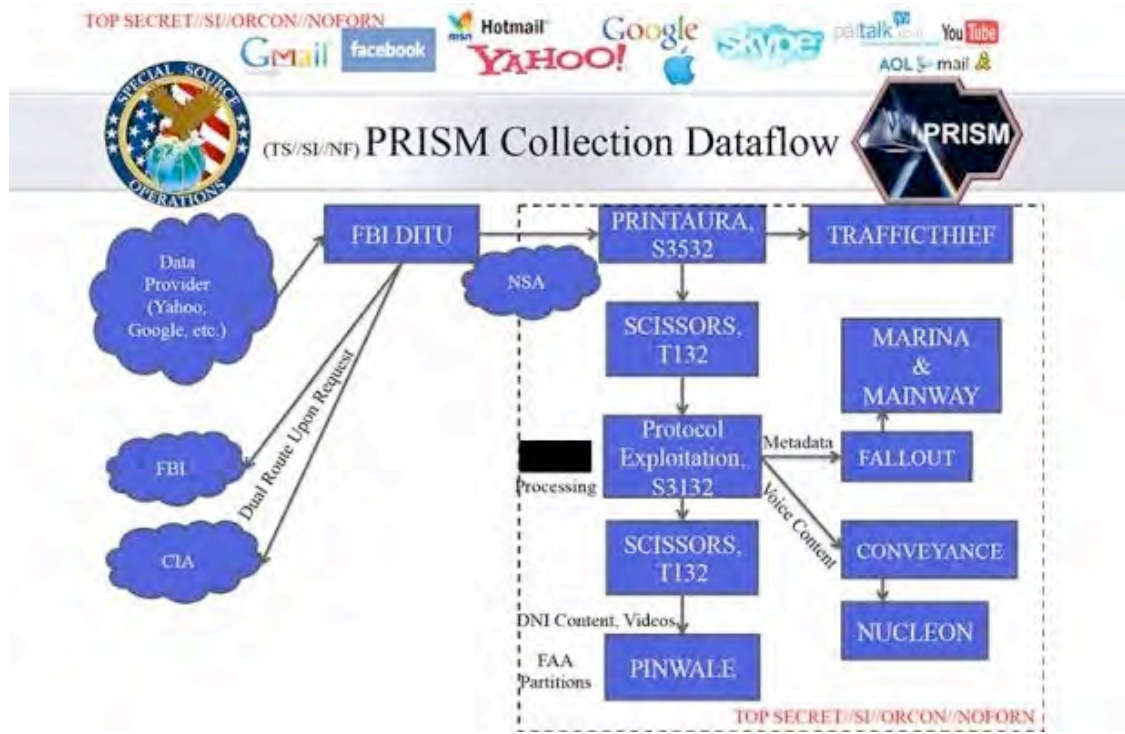 TOP SECRET//SI//ORCON//NOFORN
Gmail
facebook
msn Hotmail
YAHOO!
Google
skype
paltalk
YouTube
AOL mail
SPECIAL SOURCE
OPERATIONS
(TS//SI//NF) PRISM Collection Dataflow
PRISM
Data
Provider
(Yahoo,
Google, etc.)
FBI DITU
NSA
PRINTAURA,
S3532
TRAFFICTHIEF
SCISSORS,
T132
MARINA
&
MAINWAY
Dual Route Upon Request
FBI
CIA
Processing
Protocol
Exploitation,
S3132
Metadata
FALLOUT
Voice Content
SCISSORS,
T132
CONVEYANCE
DNI Content, Videos
NUCLEON
FAA
Partitions
PINWALE
TOP SECRET//SI//ORCON//NOFORN